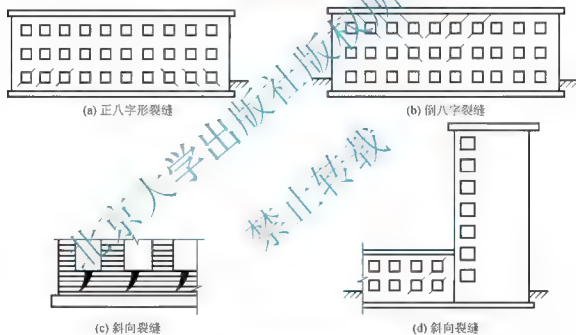 (a) 正八字形裂缝
(b) 倒八字裂缝
(c) 斜向裂缝
(d) 斜向裂缝
北京大学出版社版权所
禁止转载